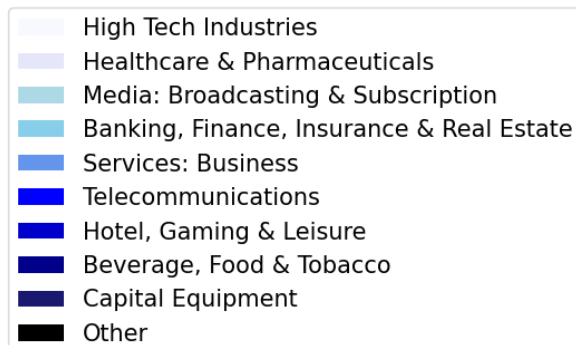 High Tech Industries
Healthcare & Pharmaceuticals
Media: Broadcasting & Subscription
Banking, Finance, Insurance & Real Estate
Services: Business
Telecommunications
Hotel, Gaming & Leisure
Beverage, Food & Tobacco
Capital Equipment
Other